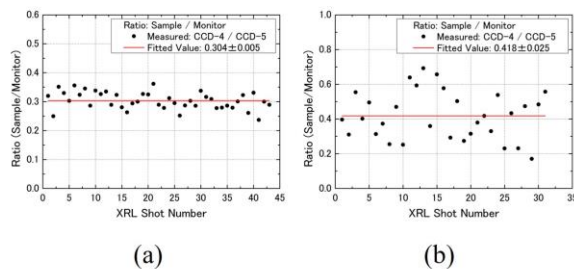 Ratio: Sample / Monitor
Measured: CCD-4 / CCD-5
Fitted Value: 0.304±0.005
0.6
0.5
0.4
0.3
0.2
0.1
0.0
Ratio (Sample/Monitor)
0 5 10 15 20 25 30 35 40 45
XRL Shot Number
(a)
Ratio: Sample / Monitor
Measured: CCD-4 / CCD-5
Fitted Value: 0.418±0.025
1.0
0.8
0.6
0.4
0.2
0.0
Ratio (Sample/Monitor)
0 5 10 15 20 25 30 35
XRL Shot Number
(b)